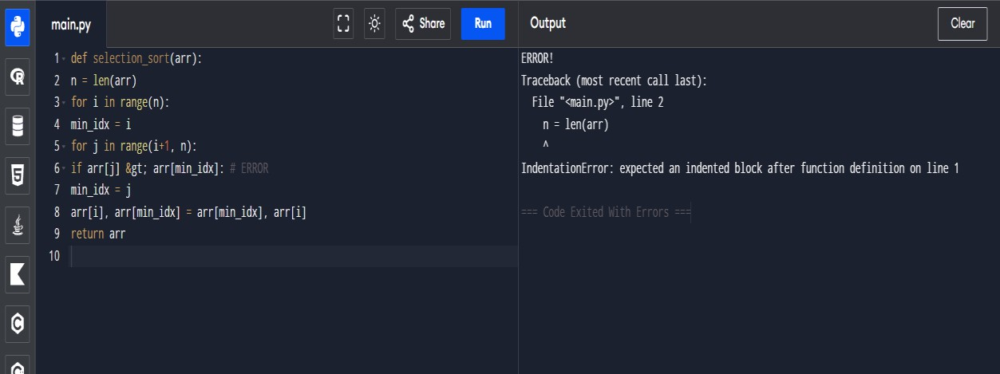 main.py
Share
Run
Output
Clear
1 def selection_sort(arr):
2 n = len(arr)
3 for i in range(n):
4 min_idx = i
5 for j in range(i+1, n):
6 if arr[j] &gt; arr[min_idx]: # ERROR
7 min_idx = j
8 arr[i], arr[min_idx] = arr[min_idx], arr[i]
9 return arr
10
ERROR!
Traceback (most recent call last):
  File "<main.py>", line 2
    n = len(arr)
    ^
IndentationError: expected an indented block after function definition on line 1
=== Code Exited With Errors ===